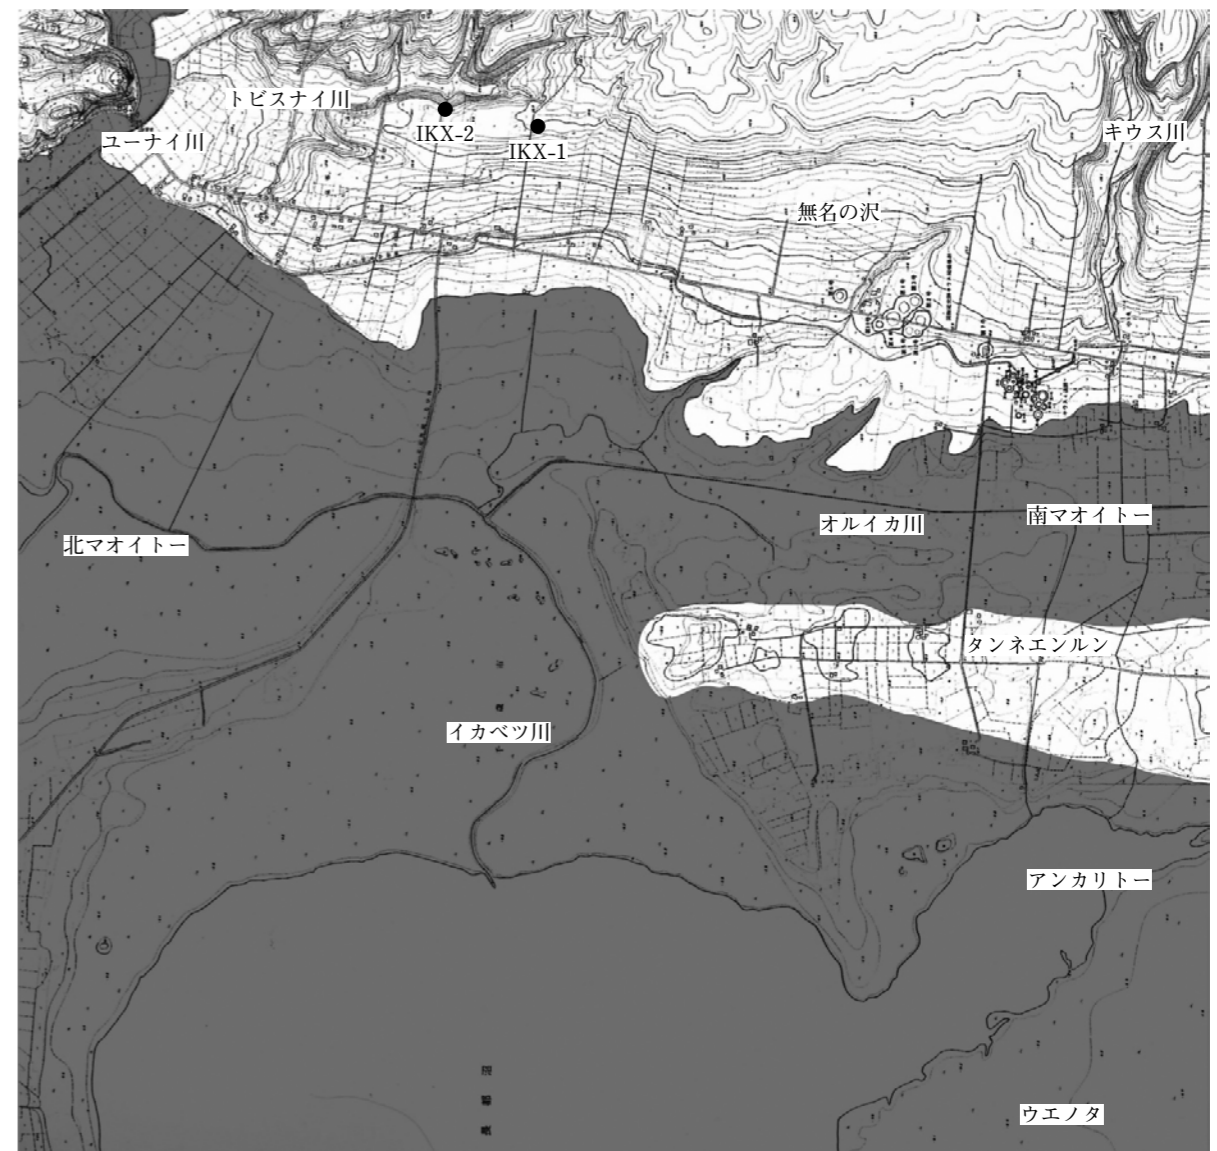 トビスナイ川
IKX-2
ユーナイ川
IKX-1
キウス川
無名の沢
オルイカ川
南マオイトー
北マオイトー
タンネエンルン
イカベツ川
アンカリトー
ウエノタ